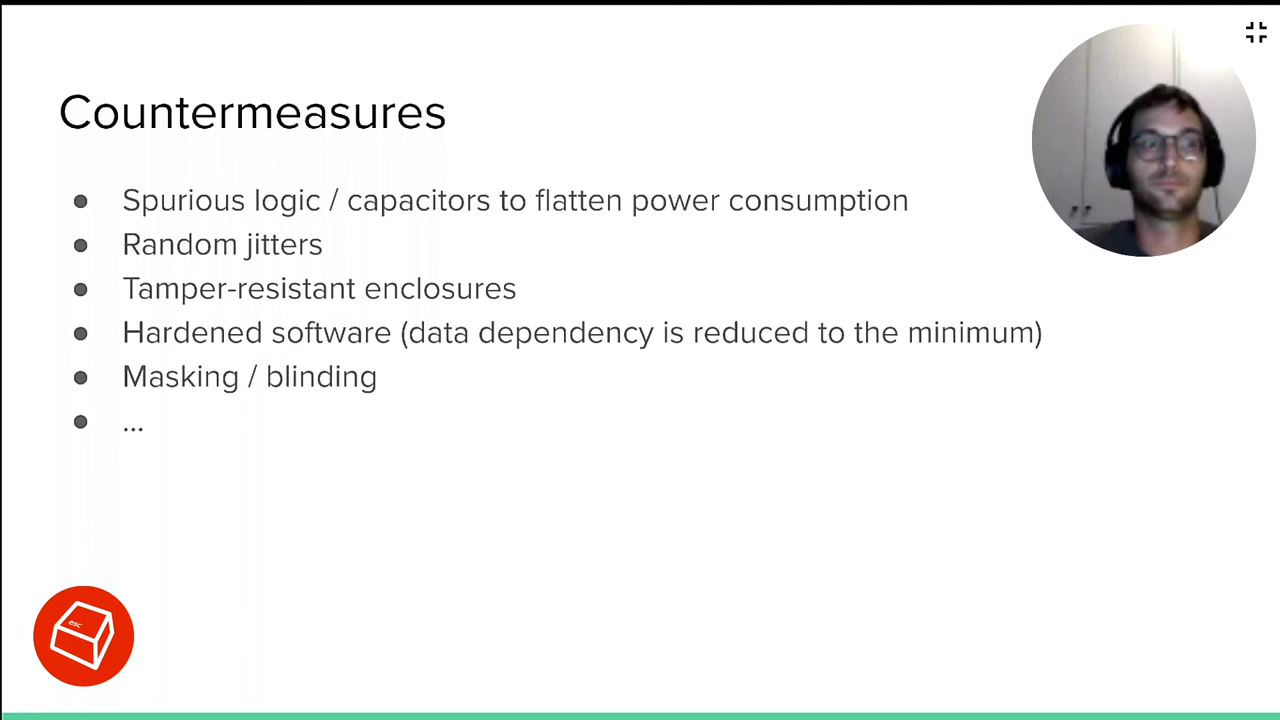 Countermeasures
● Spurious logic / capacitors to flatten power consumption
● Random jitters
● Tamper-resistant enclosures
● Hardened software (data dependency is reduced to the minimum)
● Masking / blinding
● ...
esc